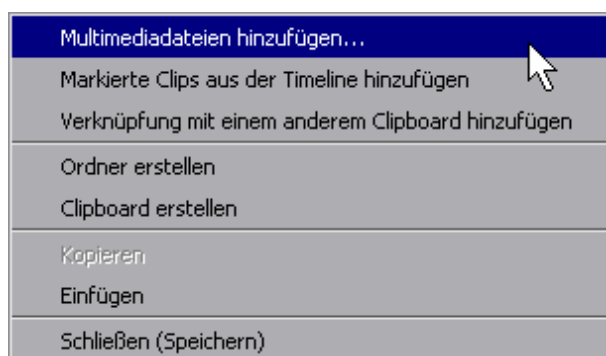 Multimediadateien hinzufügen...
Markierte Clips aus der Timeline hinzufügen
Verknüpfung mit einem anderem Clipboard hinzufügen
Ordner erstellen
Clipboard erstellen
Kopieren
Einfügen
Schließen (Speichern)